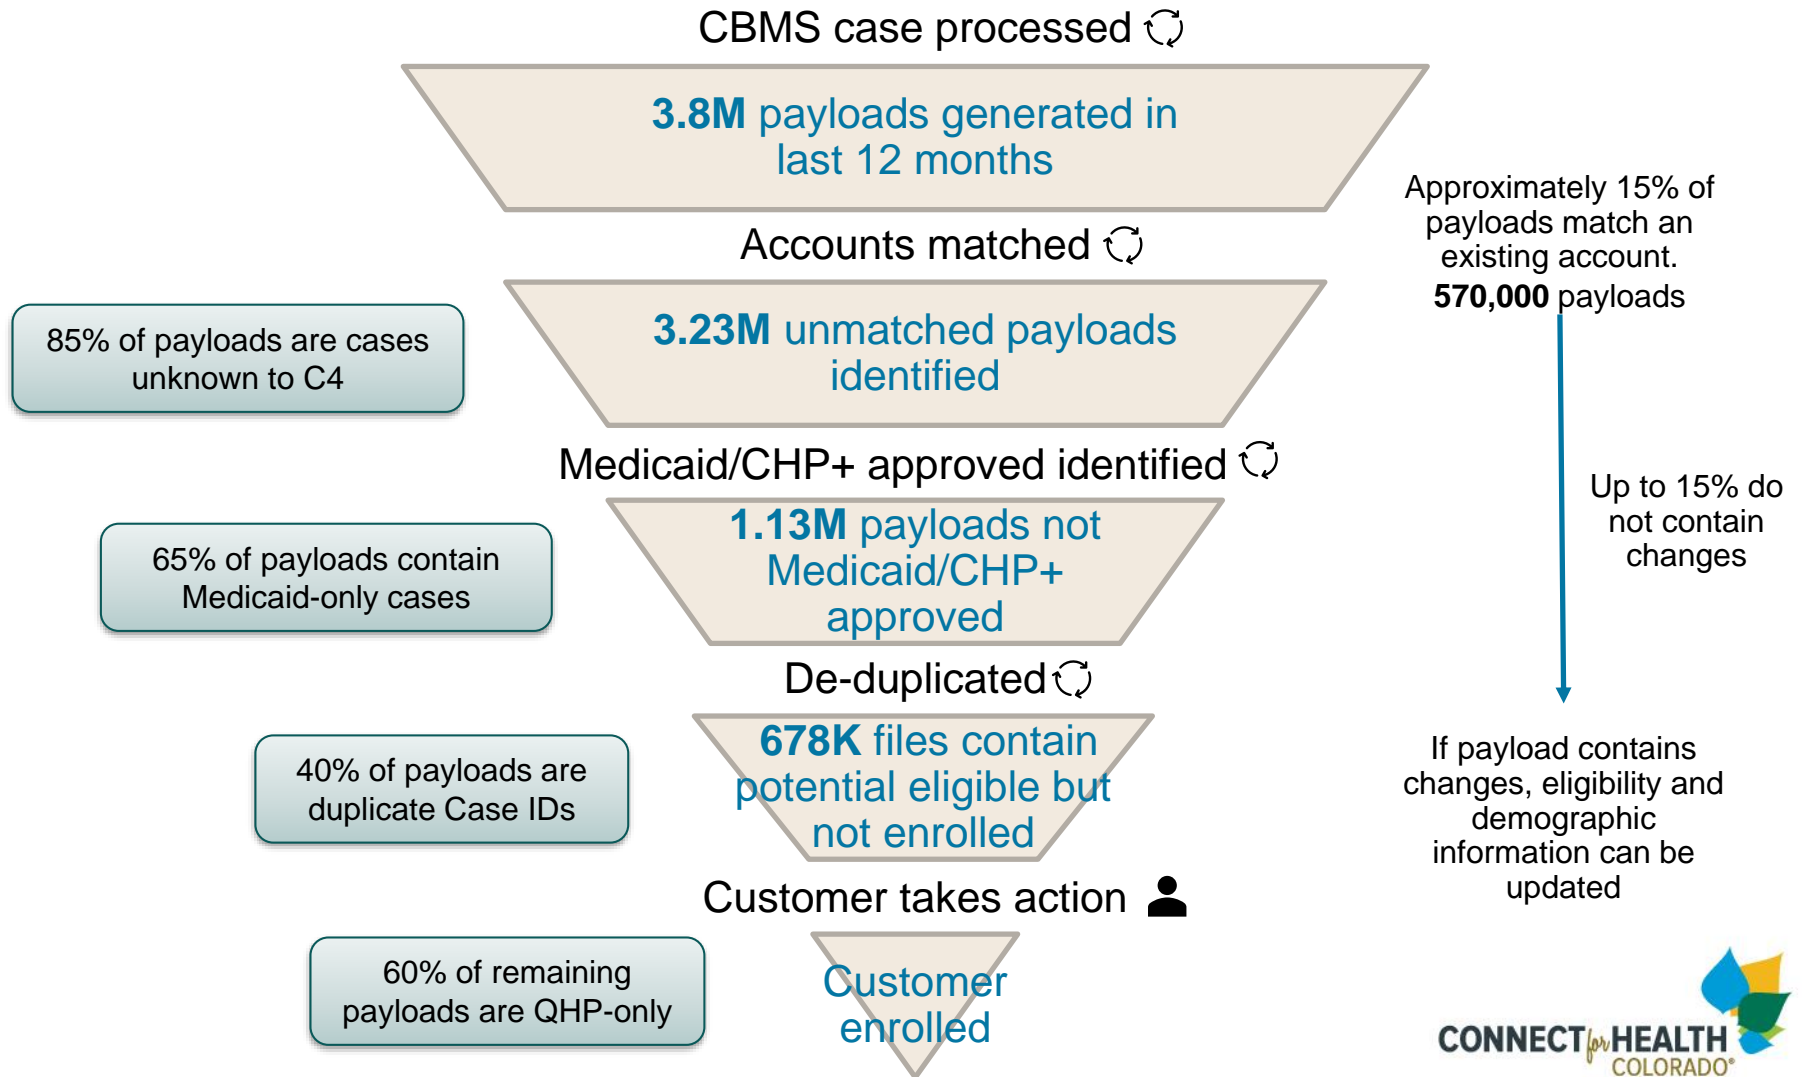 CBMS case processed
3.8M payloads generated in
last 12 months
Approximately 15% of
payloads match an
existing account.
570,000 payloads
Accounts matched
85% of payloads are cases
unknown to C4
3.23M unmatched payloads
identified
Medicaid/CHP+ approved identified
Up to 15% do
not contain
changes
65% of payloads contain
Medicaid-only cases
1.13M payloads not
Medicaid/CHP+
approved
De-duplicated
40% of payloads are
duplicate Case IDs
678K files contain
potential eligible but
not enrolled
If payload contains
changes, eligibility and
demographic
information can be
updated
Customer takes action
60% of remaining
payloads are QHP-only
Customer
enrolled
CONNECT for HEALTH
COLORADO®